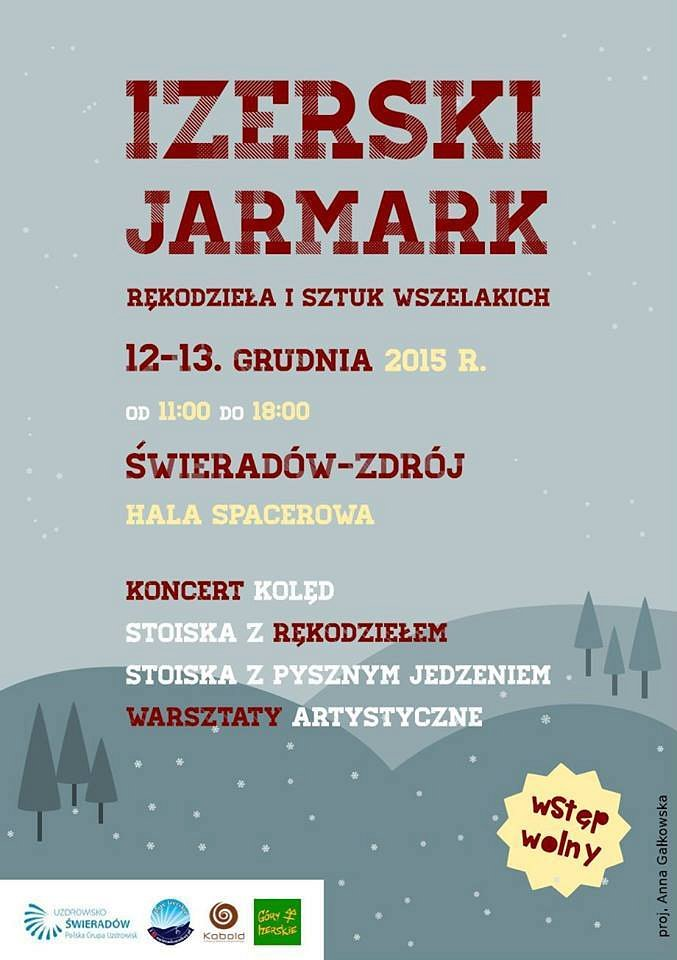 IZERSKI
JARMARK
RĘKODZIEŁA I SZTUK WSZELAKICH
12-13. GRUDNIA 2015 R.
OD 11:00 DO 18:00
ŚWIERADÓW-ZDRÓJ
HALA SPACEROWA
KONCERT KOLĘD
STOISKA Z RĘKODZIEŁEM
STOISKA Z PYSZNYM JEDZENIEM
WARSZTATY ARTYSTYCZNE
wstęp
wolny
proj. Anna Gałkowska
UZDROWISKO
ŚWIERADÓW
Polska Grupa Uzdrowisk
Kobold
GÓRY
IZERSKIE